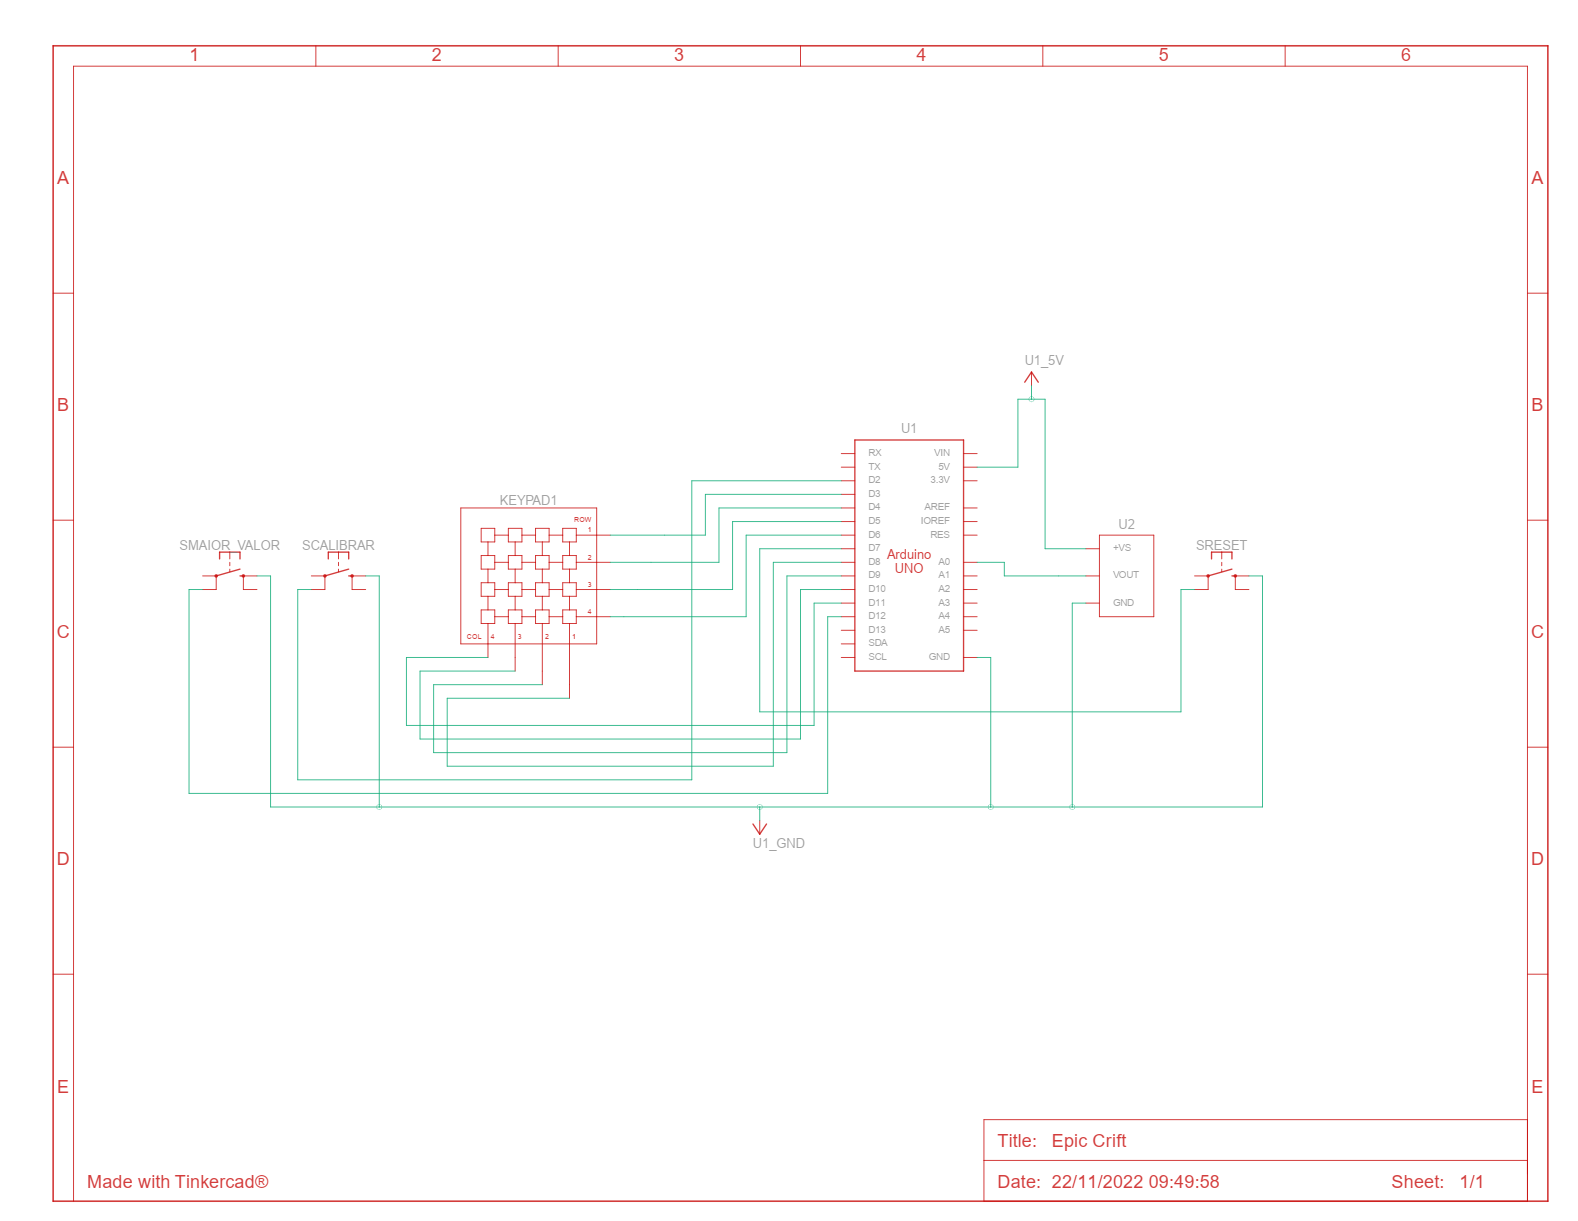 1 2 3 4 5 6
A A
U1_5V
B B
U1
RX VIN
TX 5V
D2 3.3V
D3
D4 AREF
D5 IOREF
D6 RES
D7
Arduino
UNO
D8 A0
D9 A1
D10 A2
D11 A3
D12 A4
D13 A5
SDA
SCL GND
KEYPAD1
ROW
1
2
3
4
COL 4 3 2 1
U2
+VS
VOUT
GND
SMAIOR_VALOR SCALIBRAR SRESET
C C
U1_GND
D D
E E
Title: Epic Crift
Made with Tinkercad®
Date: 22/11/2022 09:49:58 Sheet: 1/1